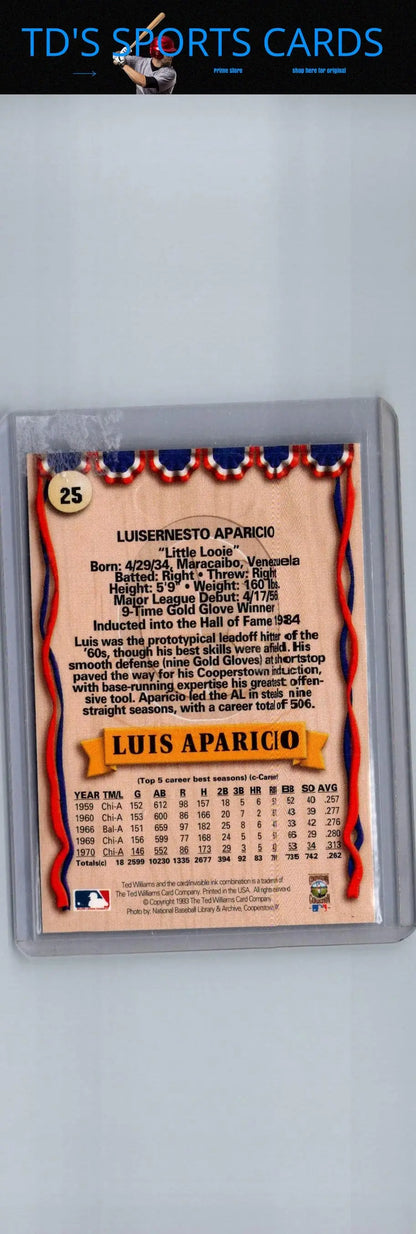 TD'S SPORTS CARDS
Prime Store
shop here for original
25
LUISERNESTO APARICIO
"Little Looie"
Born: 4/29/34, Maracaibo, Venezuela
Batted: Right • Threw: Right
Height: 5'9" • Weight: 160 lbs.
Major League Debut: 4/17/56
9-Time Gold Glove Winner
Inducted into the Hall of Fame 1984
Luis was the prototypical leadoff hitter of the
'60s, though his best skills were afield. His
smooth defense (nine Gold Gloves) at shortstop
paved the way for his Cooperstown induction,
with base-running expertise his greatest offen-
sive tool. Aparicio led the AL in steals nine
straight seasons, with a career total of 506.
LUIS APARICIO
(Top 5 career best seasons) (c-Career)
YEAR TM/L G AB R H 2B 3B HR RBI BB SO AVG
1959 Chi-A 152 612 98 157 18 5 6 52 40 .257
1960 Chi-A 153 600 86 166 20 7 2 43 39 .277
1966 Bal-A 151 659 97 182 25 8 6 33 42 .276
1969 Chi-A 156 599 77 168 24 5 5 66 29 .280
1970 Chi-A 146 552 86 173 29 3 5 53 34 .313
Totals(c) 18 2599 10230 1335 2677 394 92 83 735 742 .262
Ted Williams and the card/invisible ink combination is a trademark of
The Ted Williams Card Company. Printed in the USA. All rights reserved
© Copyright 1993 The Ted Williams Card Company
Photo by: National Baseball Library & Archive, Cooperstown,